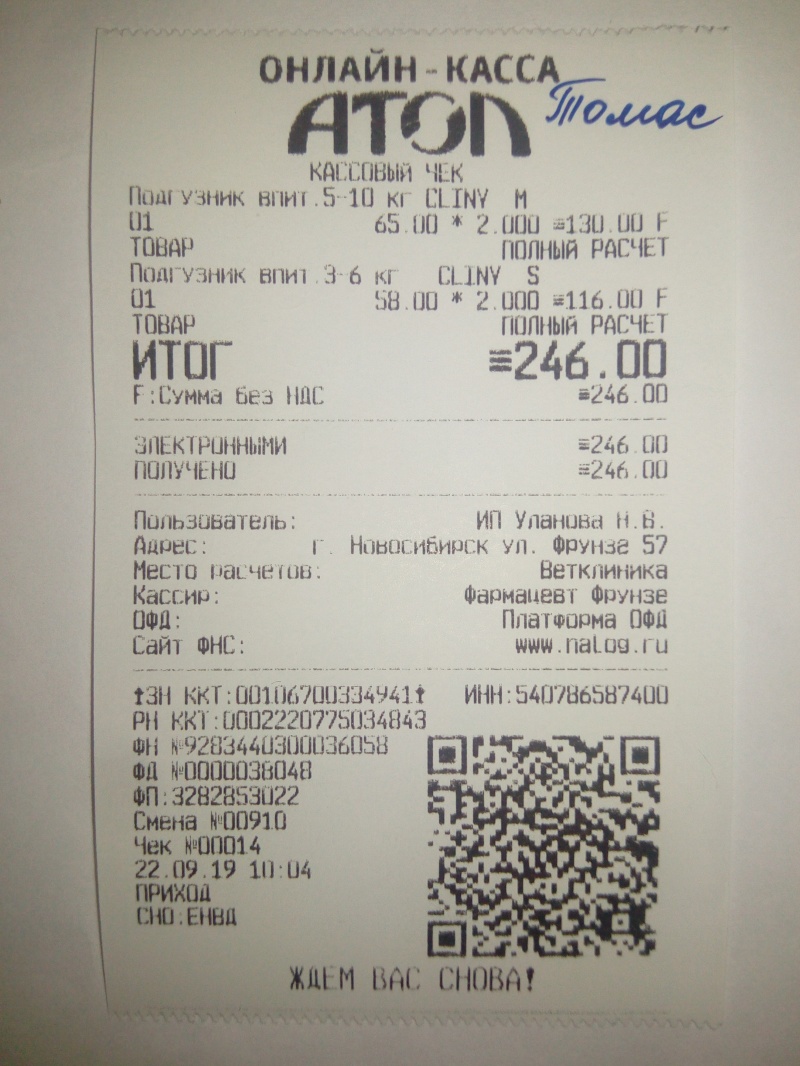 ОНЛАЙН-КАССА
АТОЛ Томас
КАССОВЫЙ ЧЕК
Подгузник впит.5-10 кг CLINY M
01 65.00 * 2.000 ≡130.00 F
ТОВАР ПОЛНЫЙ РАСЧЕТ
Подгузник впит.3-6 кг CLINY S
01 58.00 * 2.000 ≡116.00 F
ТОВАР ПОЛНЫЙ РАСЧЕТ
ИТОГ ≡246.00
F:Сумма без НДС ≡246.00
ЭЛЕКТРОННЫМИ ≡246.00
ПОЛУЧЕНО ≡246.00
Пользователь: ИП Уланова Н.В.
Адрес: г. Новосибирск ул. Фрунзе 57
Место расчетов: Ветклиника
Кассир: Фармацевт Фрунзе
ОФД: Платформа ОФД
Сайт ФНС: www.nalog.ru
ЗН ККТ:00106700334941 ИНН:540786587400
РН ККТ:0002220775034843
ФН №9283440300036058
ФД №0000038048
ФП:3282853022
Смена №00910
Чек №00014
22.09.19 10:04
ПРИХОД
СНО:ЕНВД
ЖДЕМ ВАС СНОВА!